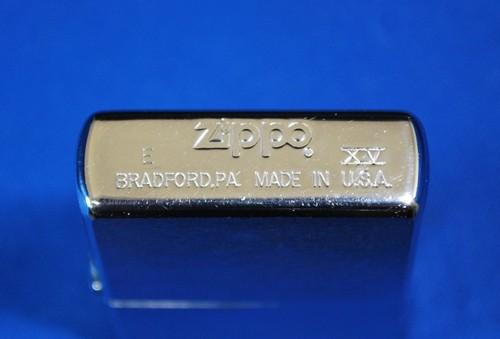 Zippo®
E XV
BRADFORD, PA. MADE IN U.S.A.